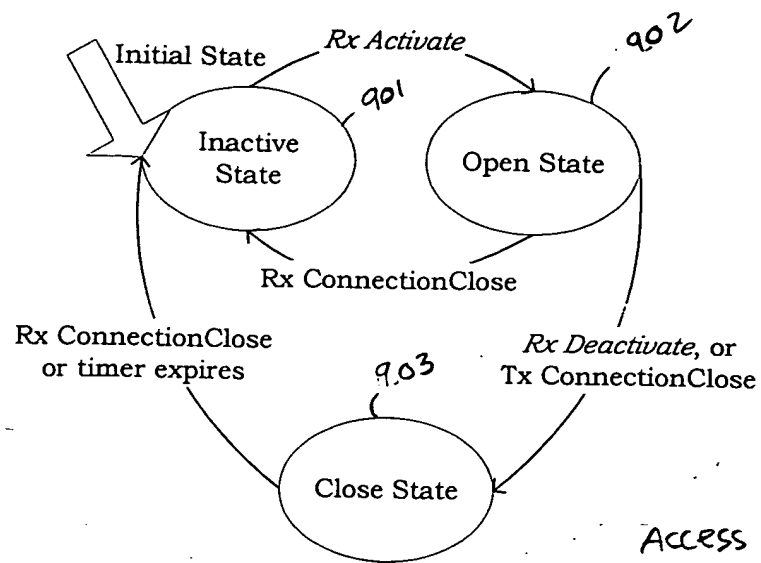 Initial State
Rx Activate
902
901
Inactive
State
Open State
Rx ConnectionClose
Rx ConnectionClose
or timer expires
Rx Deactivate, or
Tx ConnectionClose
903
Close State
Access